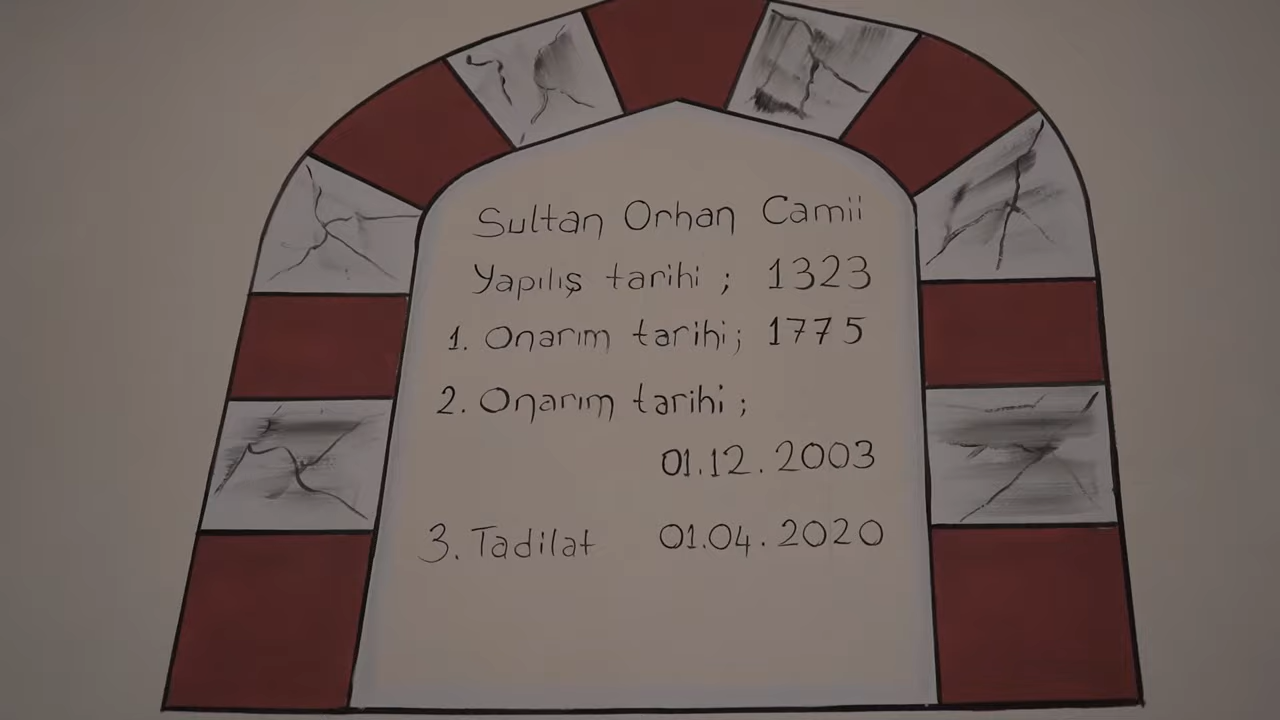 Sultan Orhan Camii
Yapılış tarihi ; 1323
1. Onarım tarihi; 1775
2. Onarım tarihi ;
01.12.2003
3. Tadilat 01.04.2020